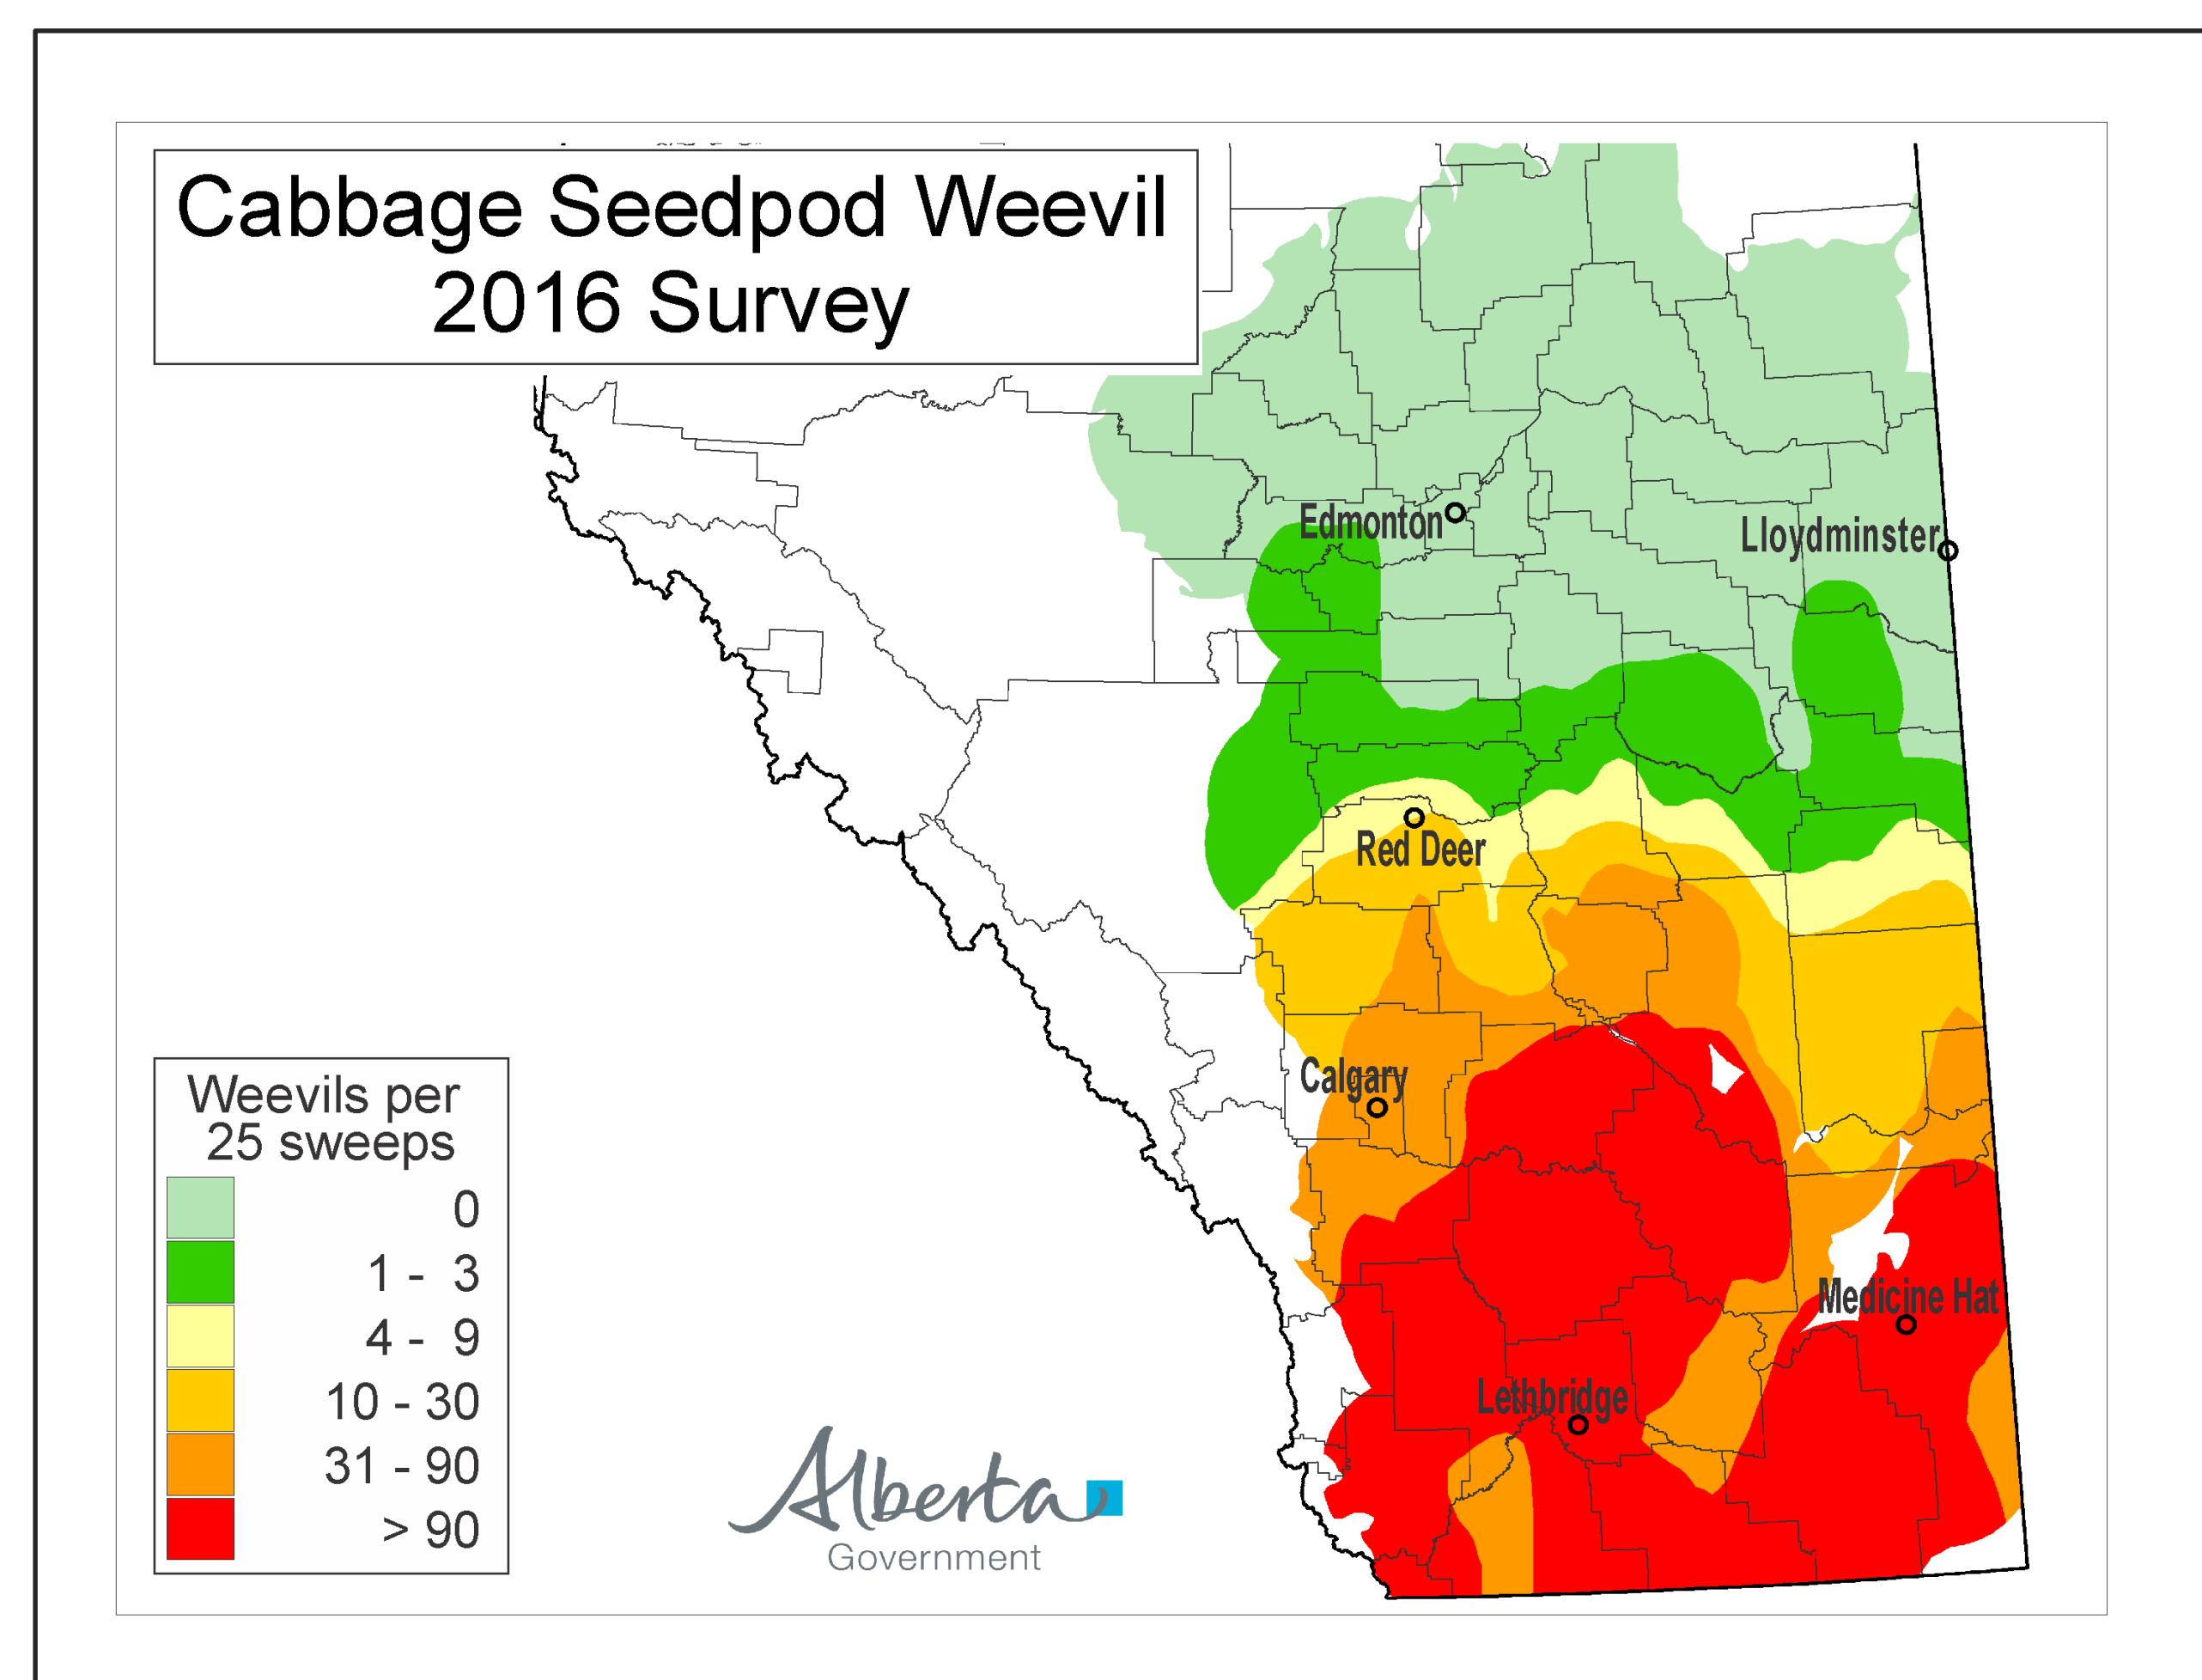 Cabbage Seedpod Weevil
2016 Survey
Edmonton
Lloydminster
Red Deer
Calgary
Medicine Hat
Lethbridge
Weevils per
25 sweeps
0
1 - 3
4 - 9
10 - 30
31 - 90
> 90
Alberta
Government